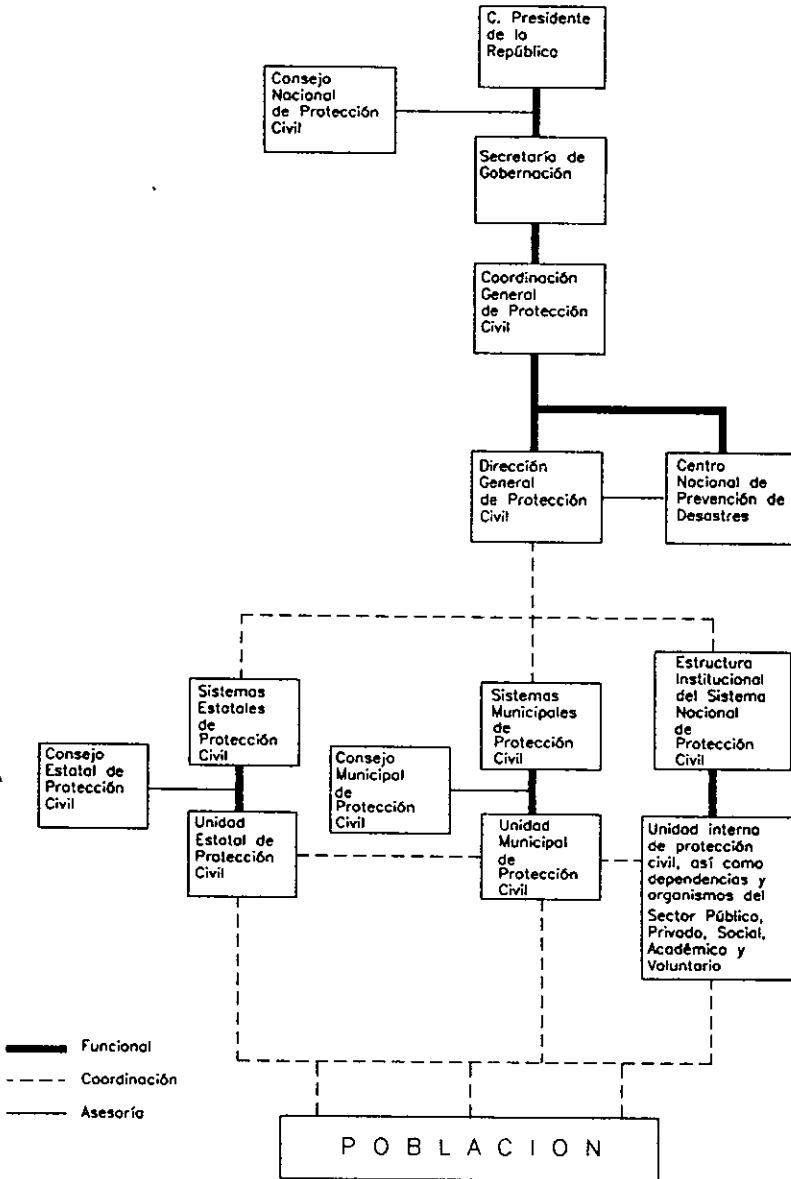 C. Presidente
de la
República
Consejo
Nacional
de Protección
Civil
Secretaría de
Gobernación
Coordinación
General
de Protección
Civil
Dirección
General
de Protección
Civil
Centro
Nacional de
Prevención de
Desastres
Sistemas
Estatales
de
Protección
Civil
Sistemas
Municipales
de
Protección
Civil
Estructura
Institucional
del Sistema
Nacional
de
Protección
Civil
Consejo
Estatal de
Protección
Civil
Consejo
Municipal
de
Protección
Civil
Unidad
Estatal de
Protección
Civil
Unidad
Municipal
de
Protección
Civil
Unidad interna
de protección
civil, así como
dependencias y
organismos del
Sector Público,
Privado, Social,
Académico y
Voluntario
Funcional
Coordinación
Asesoría
POBLACION